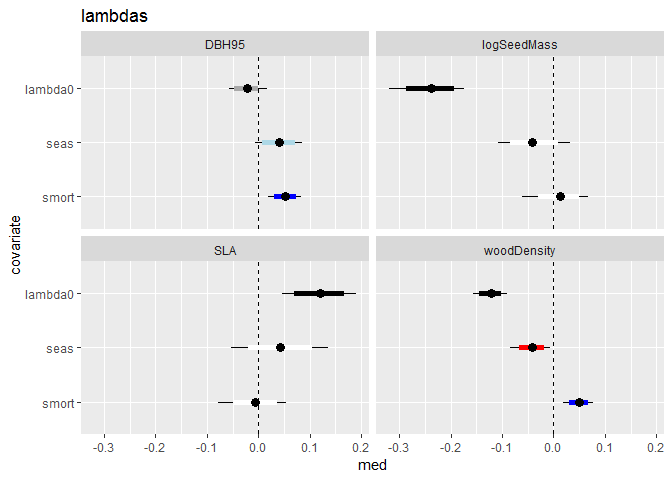 lambdas
DBH95 logSeedMass
lambda0
seas
smort
SLA woodDensity
lambda0
seas
smort
covariate
-0.3 -0.2 -0.1 0.0 0.1 0.2 -0.3 -0.2 -0.1 0.0 0.1 0.2
med